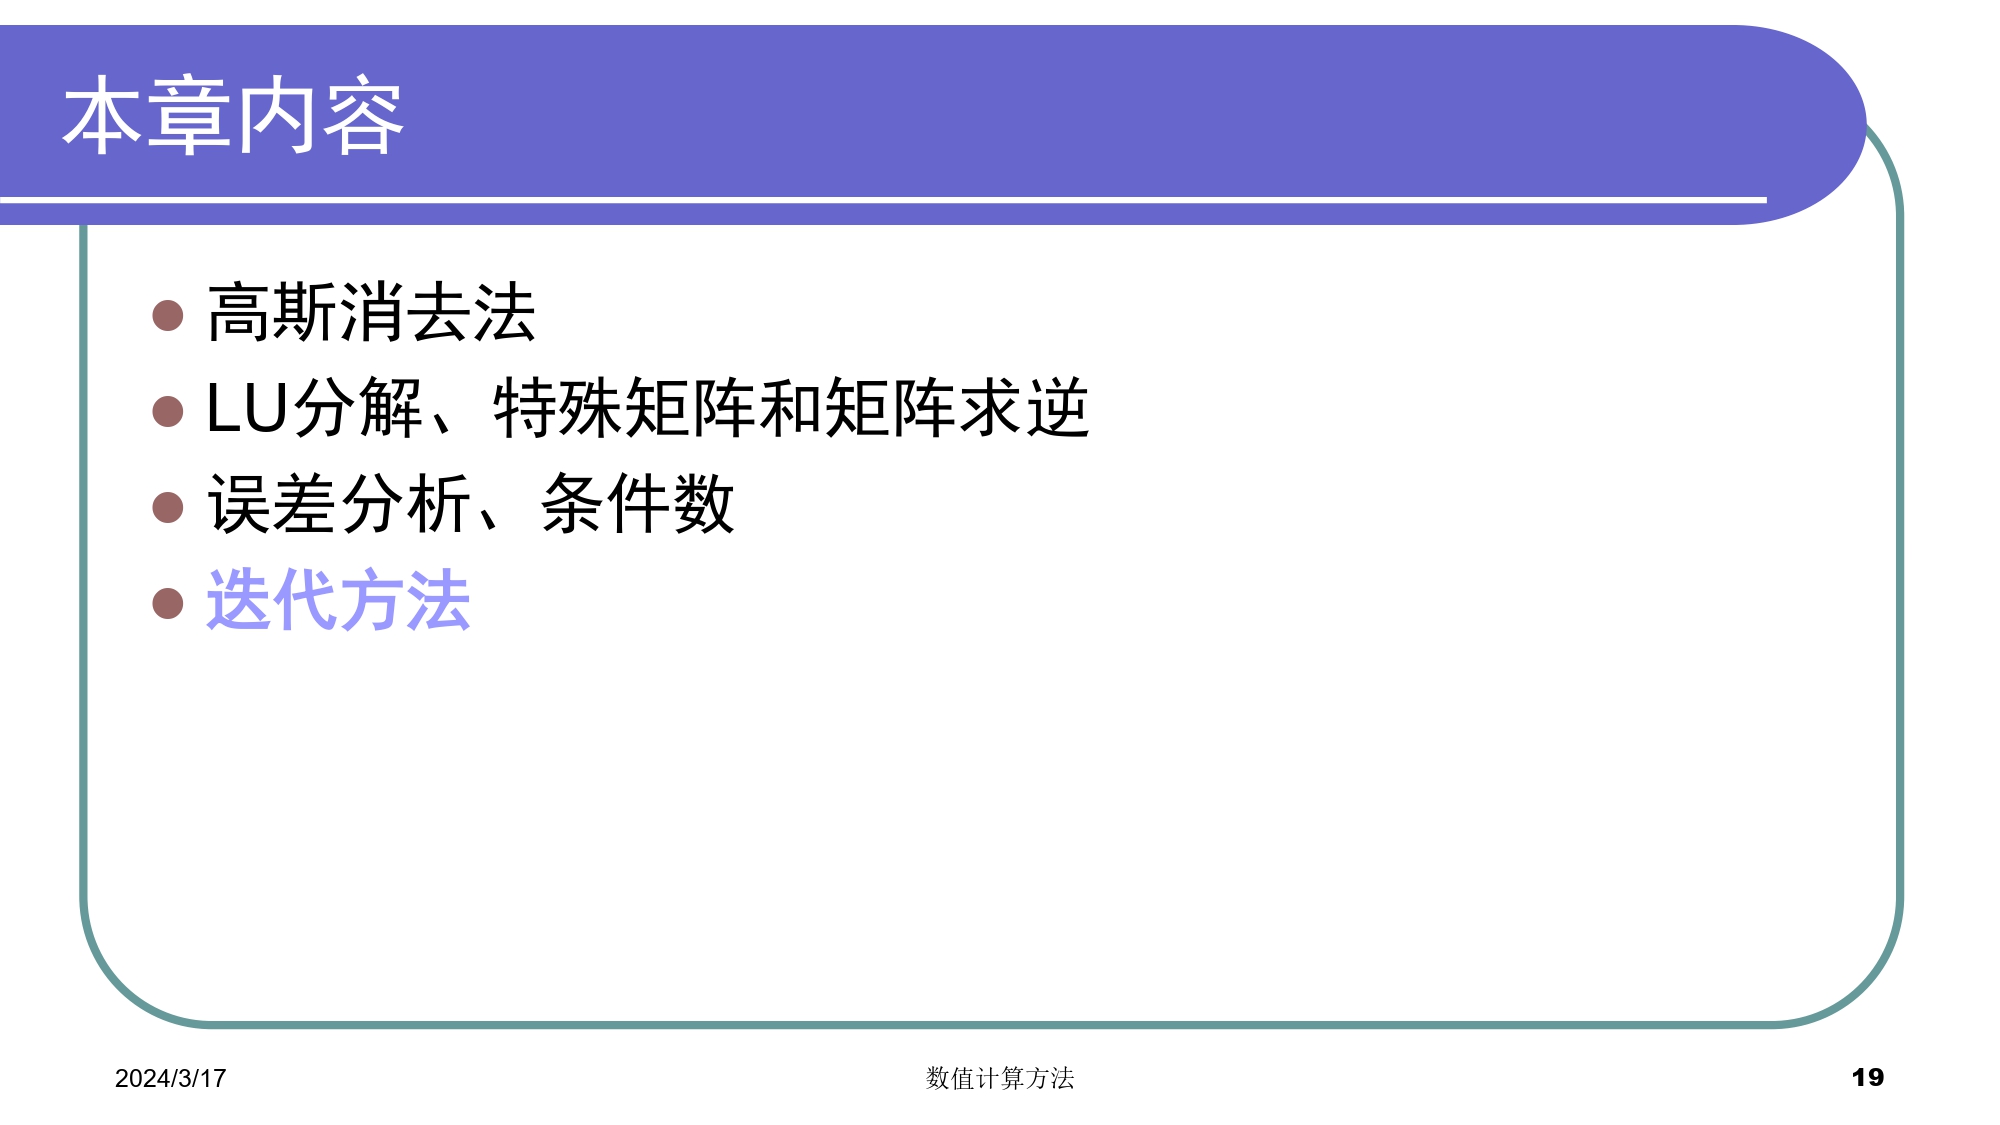 本章内容
高斯消去法
LU分解、特殊矩阵和矩阵求逆
误差分析、条件数
迭代方法
2024/3/17
数值计算方法
19